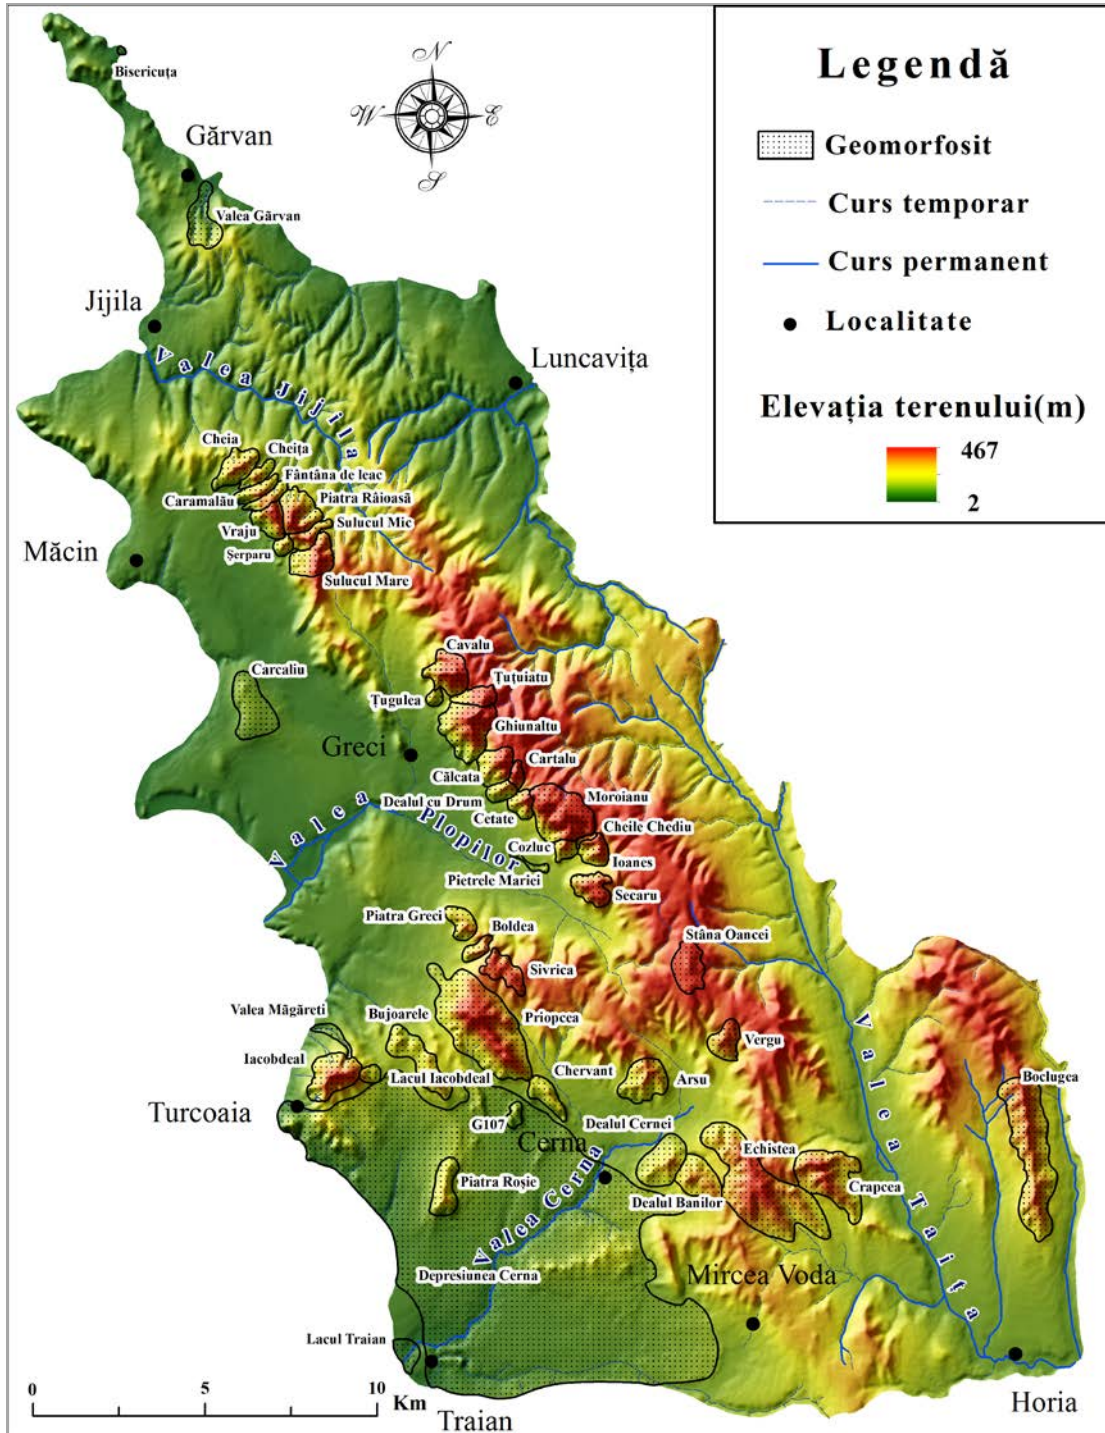 N
W
E
S
Legendă
Geomorfosit
Curs temporar
Curs permanent
Localitate
Elevația terenului(m)
467
2
Bisericuța
Gărvan
Valea Gărvan
Jijila
Valea Jijila
Luncavița
Cheia
Cheița
Fântâna de leac
Caramalău
Piatra Râioasă
Vraju
Sulucul Mic
Șerparu
Măcin
Sulucul Mare
Cavalu
Carcaliu
Țuțuiatu
Țugulea
Ghiunaltu
Greci
Cartalu
Călcata
Moroianu
Dealul cu Drum
Cetate
Valea Plopilor
Cheile Chediu
Cozluc
Ioanes
Pietrele Mariei
Secaru
Piatra Greci
Boldea
Stâna Oancei
Sivrica
Valea Măgăreti
Bujoarele
Priopcea
Vergu
Iacobdeal
Chervant
Arsu
Lacul Iacobdeal
Boclugea
Turcoaia
G107
Dealul Cernei
Cerna
Echistea
Valea Taița
Piatra Roșie
Dealul Banilor
Crapcea
Valea Cerna
Depresiunea Cerna
Mircea Voda
Lacul Traian
0
5
10
Km
Traian
Horia